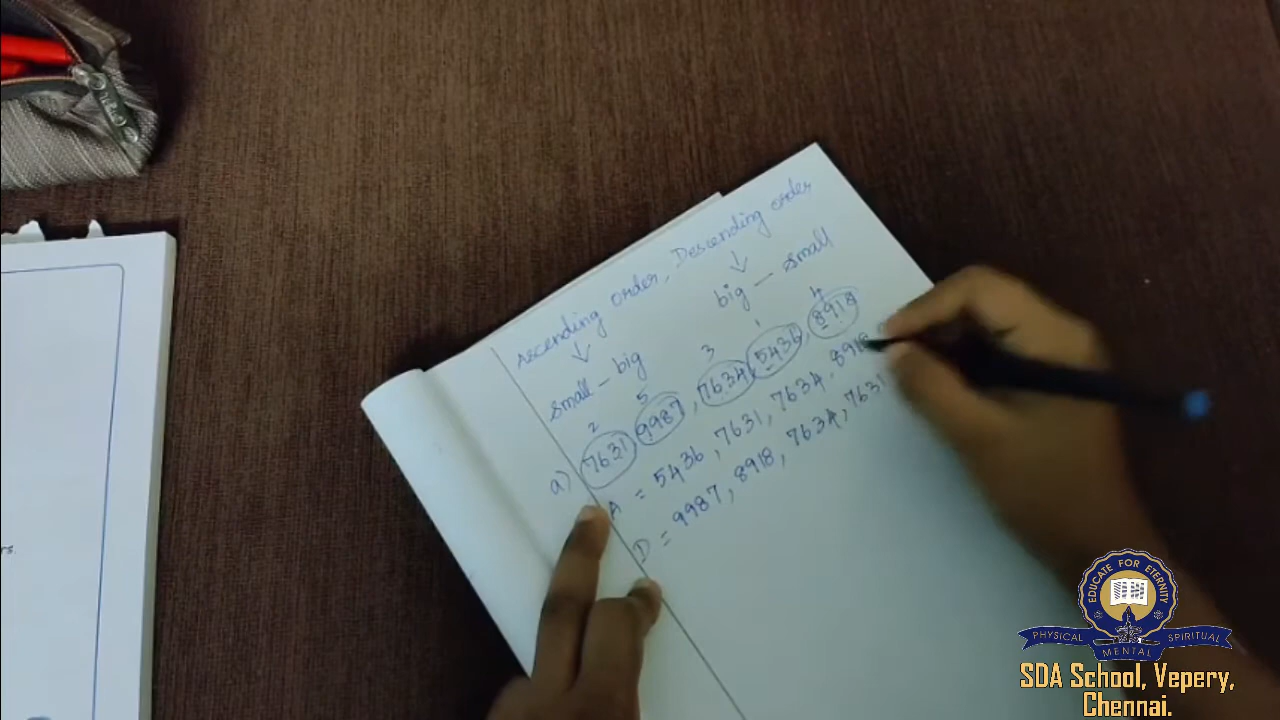 Ascending order, Descending order
↓ ↓
small - big big - small
2 5 3 1 4
a) 7631 9987, 7634, 5436, 8918
A = 5436, 7631, 7634. 8918
D = 9987, 8918, 7634, 7631
rs.
EDUCATE FOR ETERNITY
PHYSICAL MENTAL SPIRITUAL
SDA School, Vepery,
Chennai.